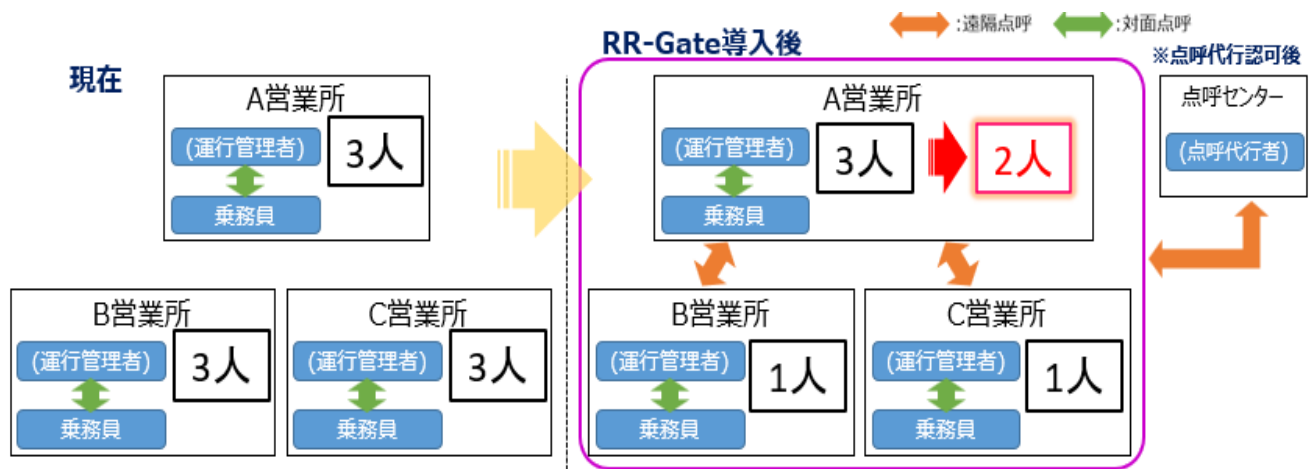 :遠隔点呼
:対面点呼
現在
A営業所
(運行管理者)
3人
乗務員
B営業所
(運行管理者)
3人
乗務員
C営業所
(運行管理者)
3人
乗務員
RR-Gate導入後
A営業所
(運行管理者)
3人
2人
乗務員
B営業所
(運行管理者)
1人
乗務員
C営業所
(運行管理者)
1人
乗務員
※点呼代行認可後
点呼センター
(点呼代行者)